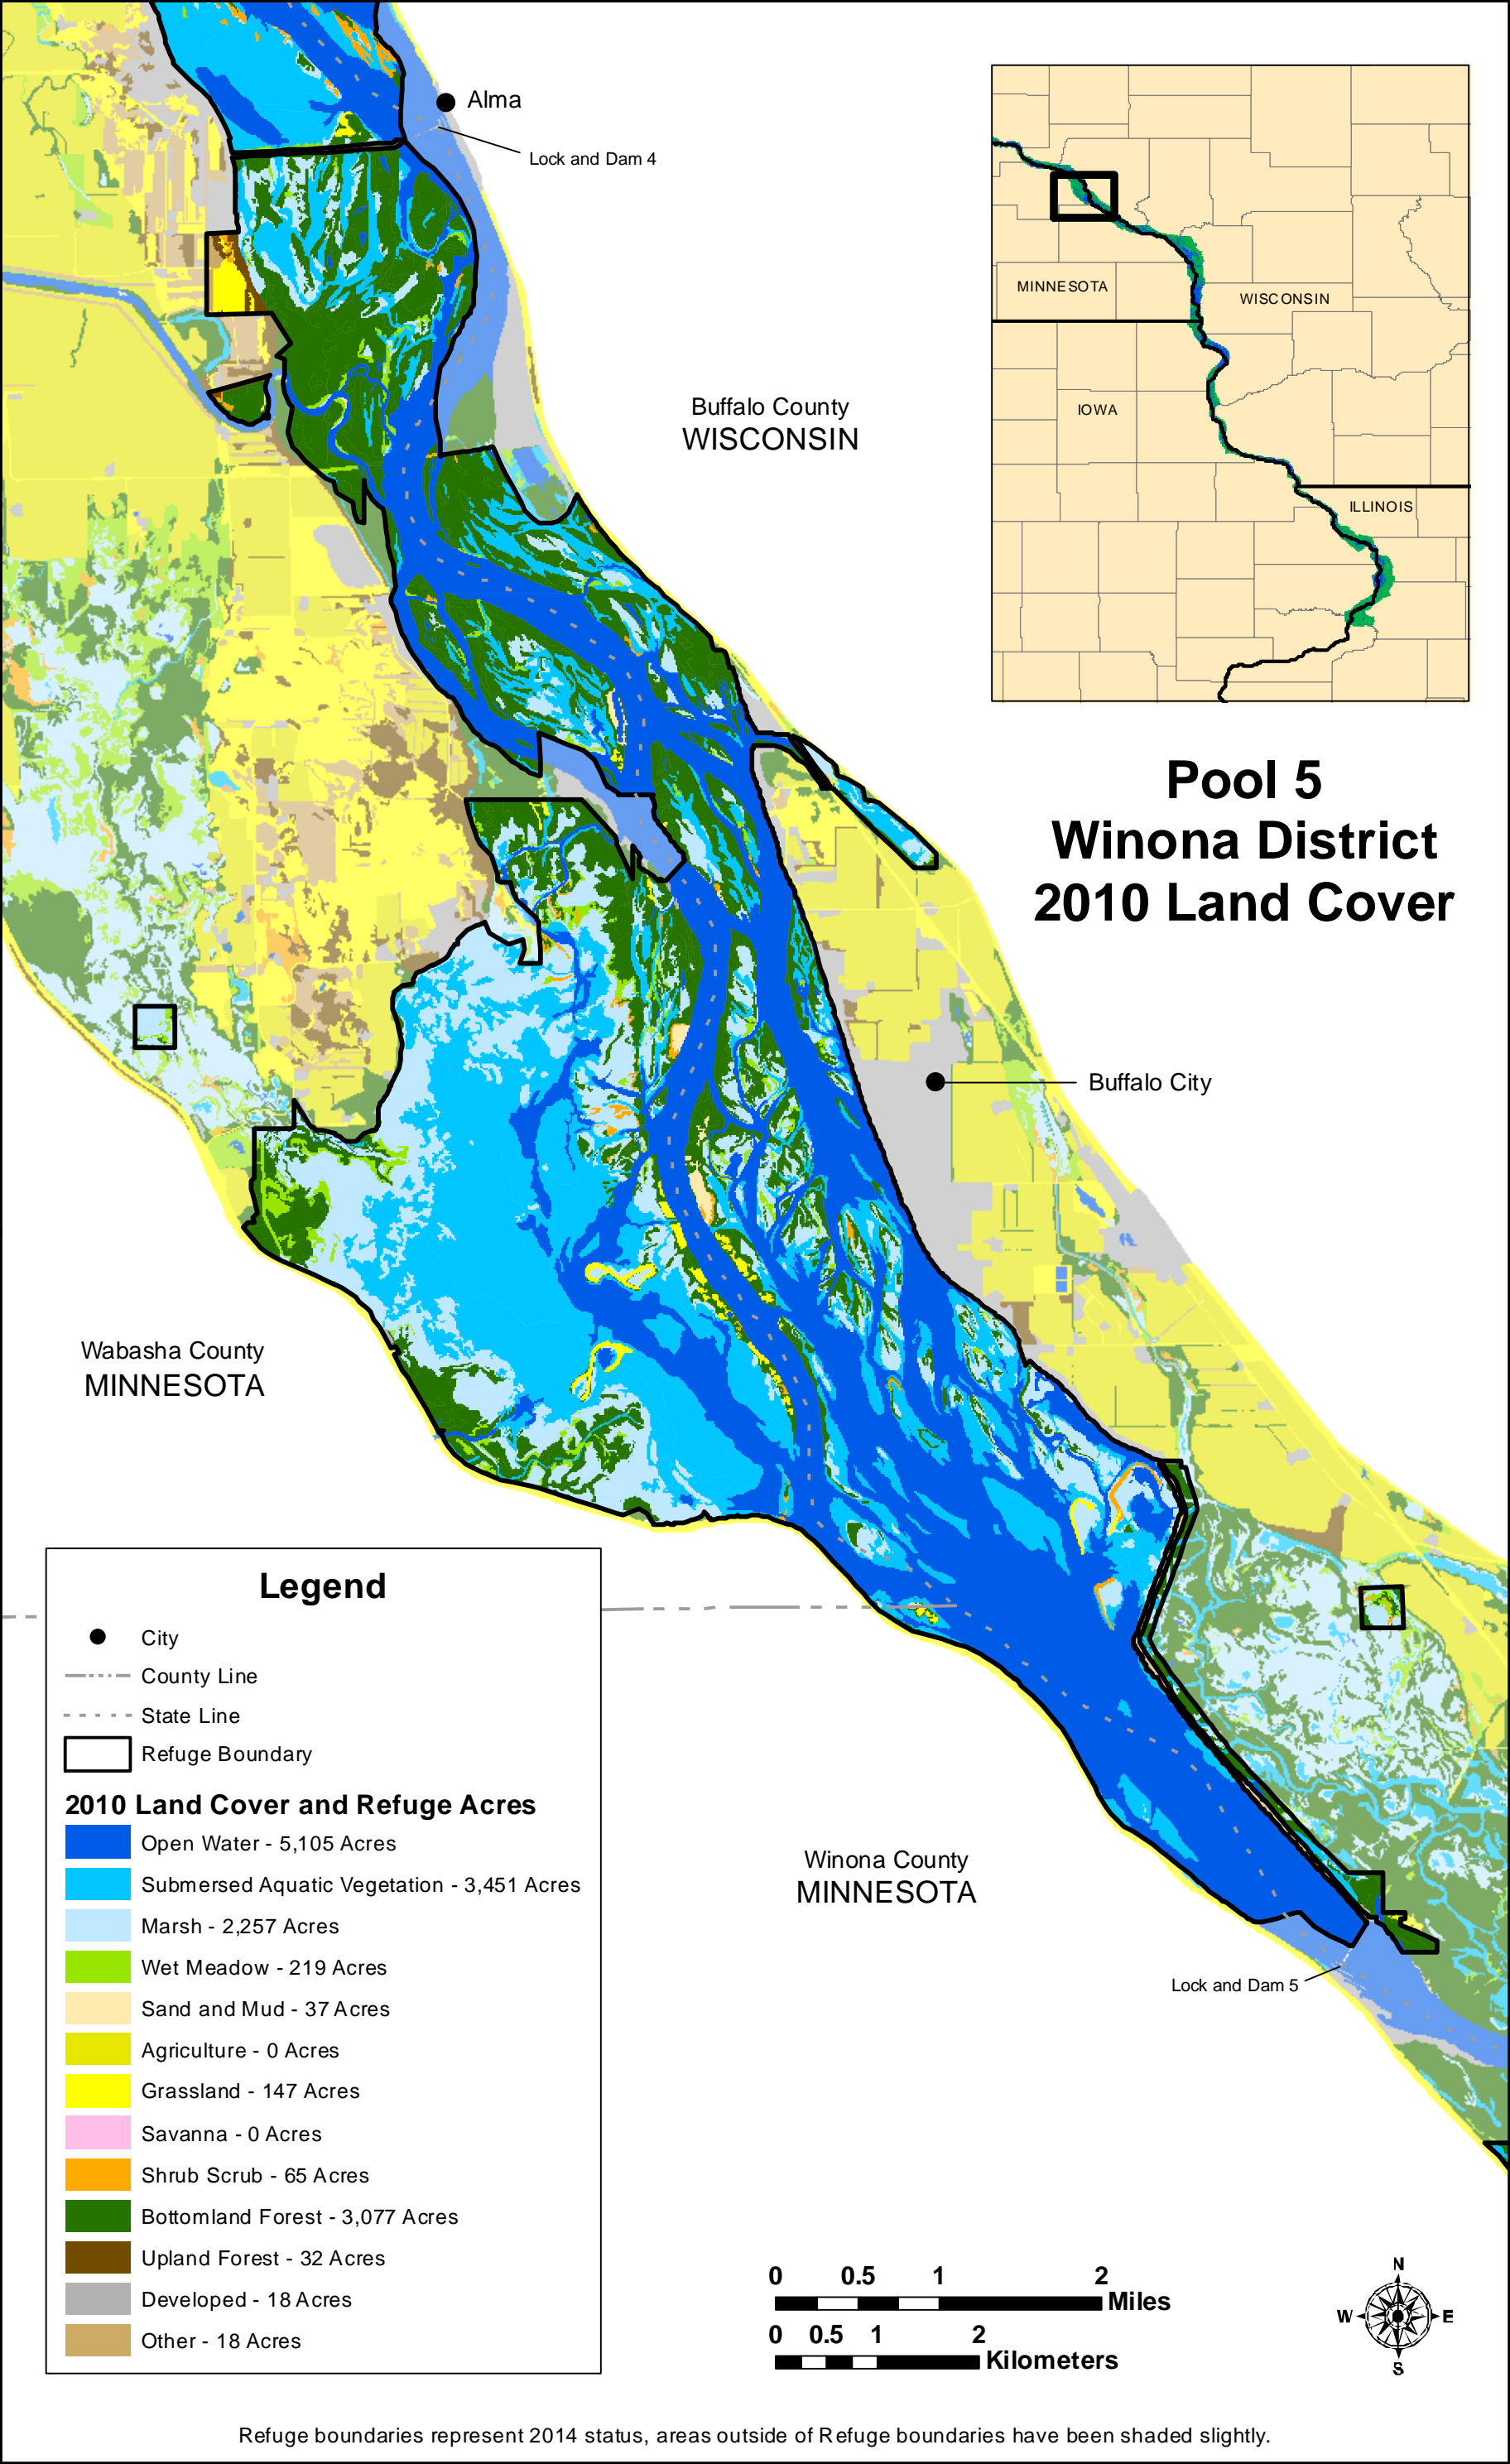 Alma
Lock and Dam 4
MINNESOTA
WISCONSIN
IOWA
ILLINOIS
Buffalo County
WISCONSIN
Pool 5
Winona District
2010 Land Cover
Buffalo City
Wabasha County
MINNESOTA
Winona County
MINNESOTA
Lock and Dam 5
Legend
City
County Line
State Line
Refuge Boundary
2010 Land Cover and Refuge Acres
Open Water - 5,105 Acres
Submersed Aquatic Vegetation - 3,451 Acres
Marsh - 2,257 Acres
Wet Meadow - 219 Acres
Sand and Mud - 37 Acres
Agriculture - 0 Acres
Grassland - 147 Acres
Savanna - 0 Acres
Shrub Scrub - 65 Acres
Bottomland Forest - 3,077 Acres
Upland Forest - 32 Acres
Developed - 18 Acres
Other - 18 Acres
0 0.5 1 2
Miles
0 0.5 1 2
Kilometers
N
W E
S
Refuge boundaries represent 2014 status, areas outside of Refuge boundaries have been shaded slightly.